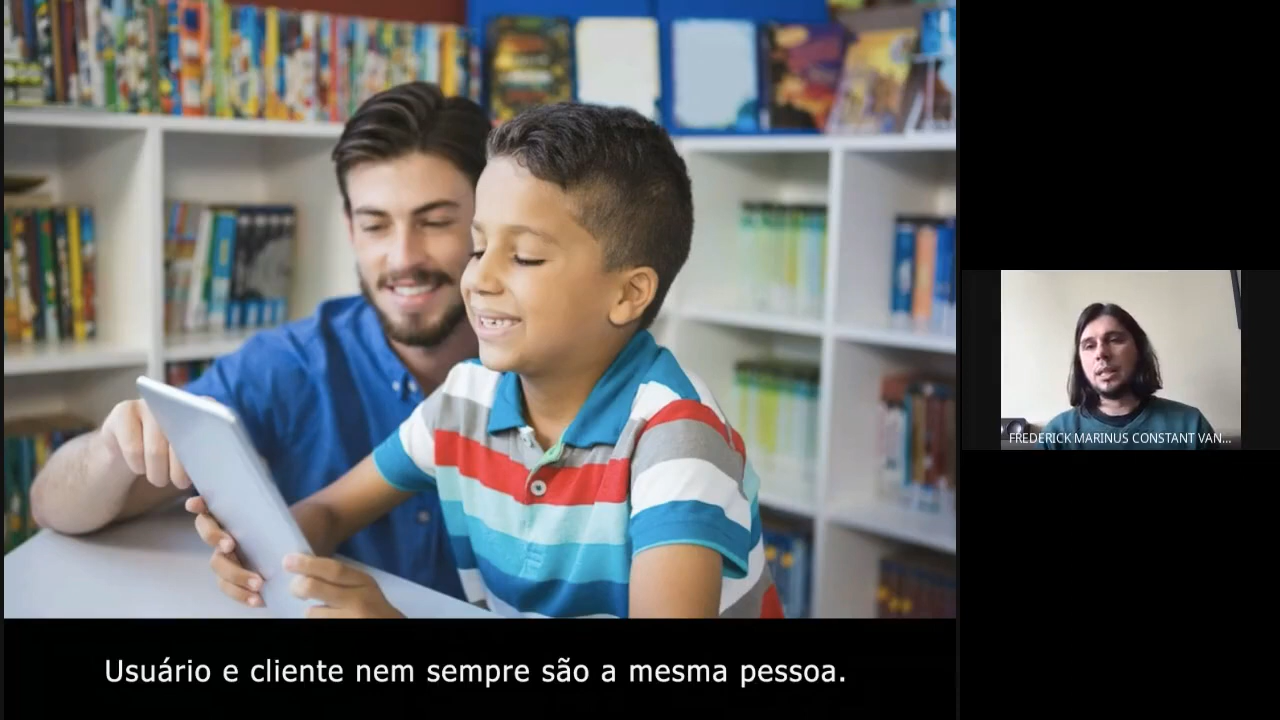 FREDERICK MARINUS CONSTANT VAN...
Usuário e cliente nem sempre são a mesma pessoa.